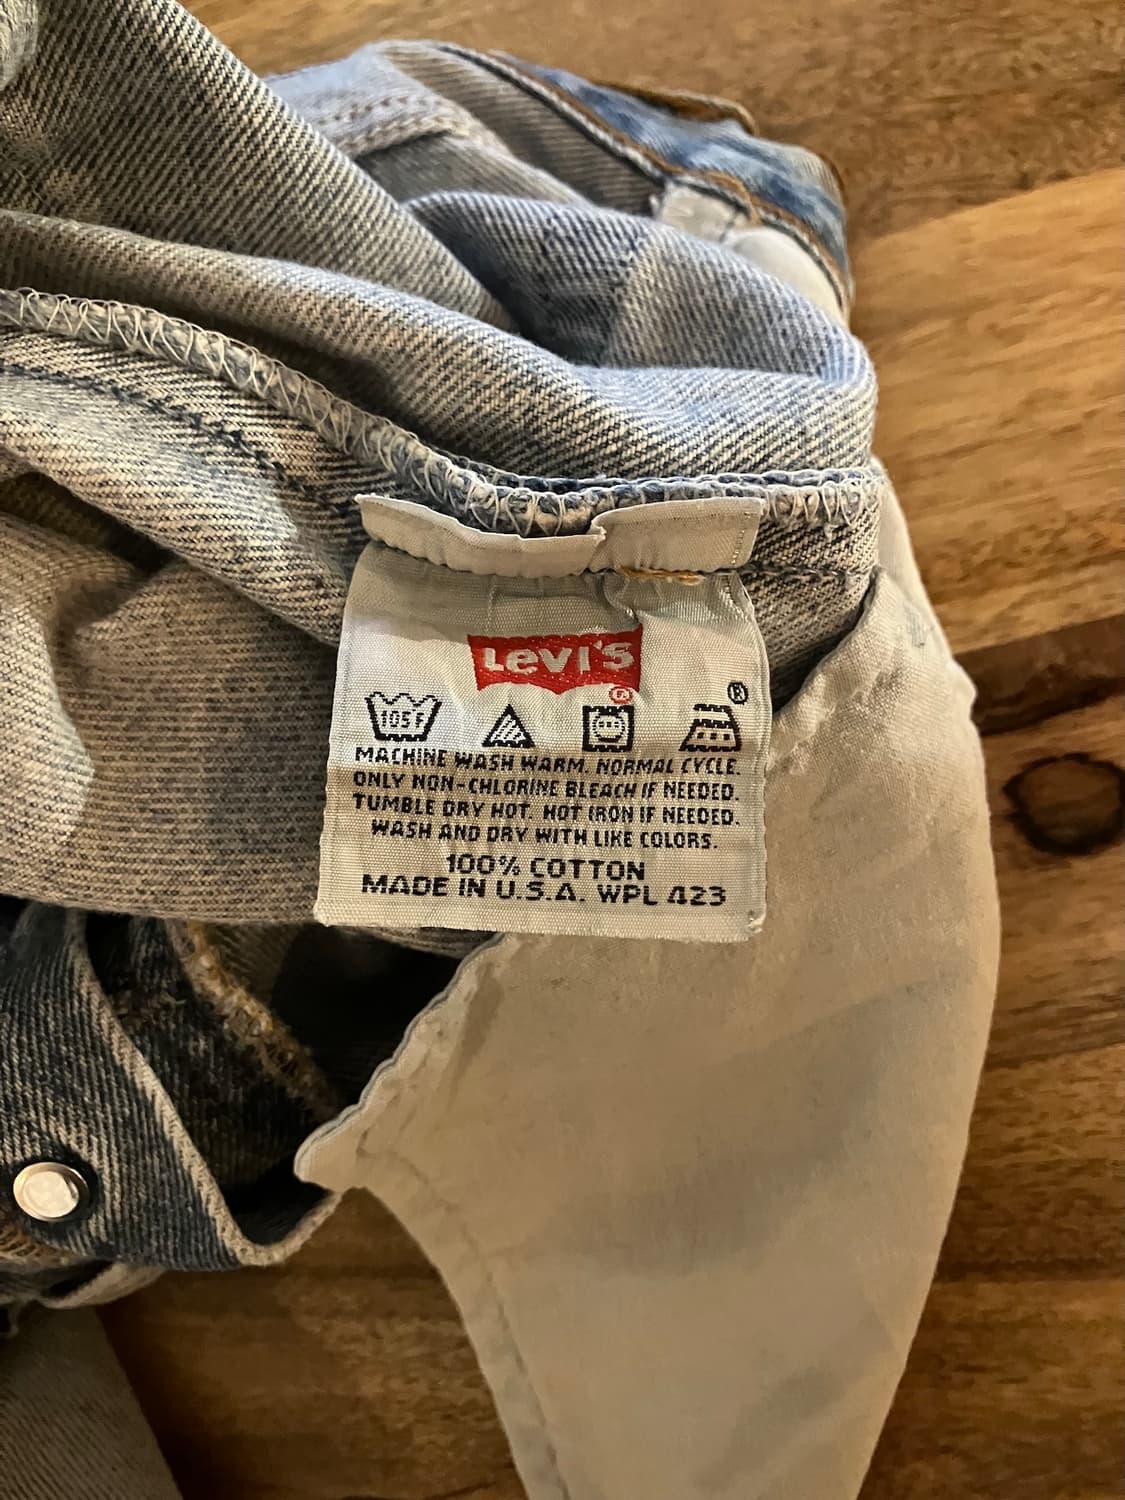 Levi's
®
®
105 F
MACHINE WASH WARM. NORMAL CYCLE.
ONLY NON-CHLORINE BLEACH IF NEEDED.
TUMBLE DRY HOT. HOT IRON IF NEEDED.
WASH AND DRY WITH LIKE COLORS.
100% COTTON
MADE IN U.S.A. WPL 423